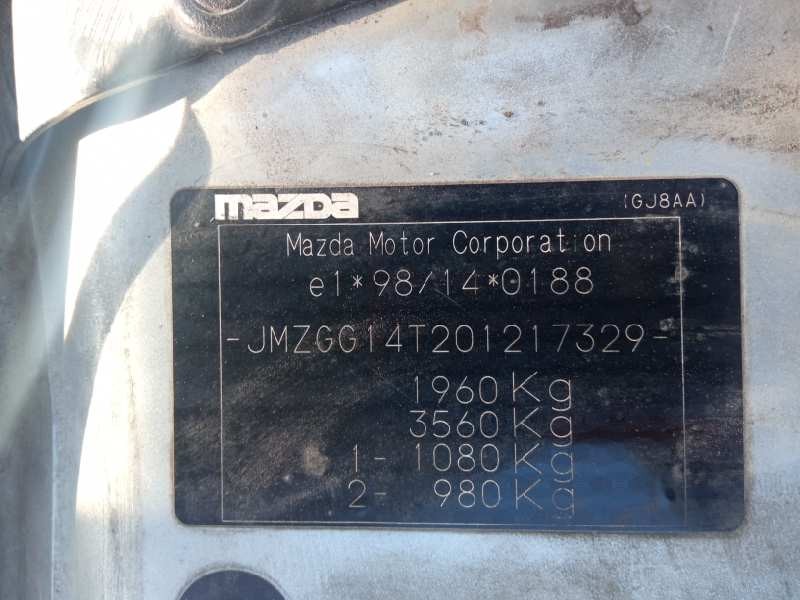 mazda (GJ8AA)
Mazda Motor Corporation
e1*98/14*0188
-JMZGG14T201217329-
1960Kg
3560Kg
1- 1080Kg
2- 980Kg